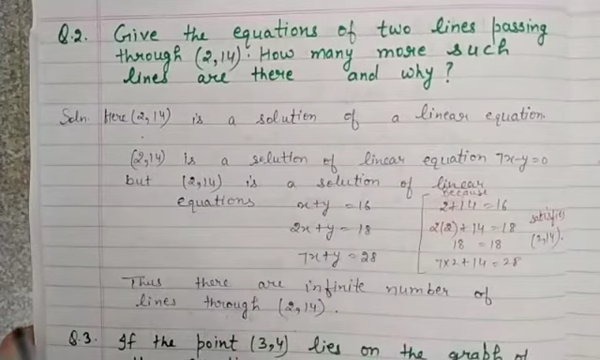 Q.2. Give the equations of two lines passing
through (2,14). How many more such
lines are there and why?
Soln. Here (2,14) is a solution of a linear equation.
(2,14) is a solution of linear equation 7x-y=0
but (2,14) is a solution of linear
equations x+y=16
2x+y=18
7x+y=28
because
2+14=16
2(2)+14=18
18=18
7x2+14=28
satisfies
(2,14).
Thus there are infinite number of
lines through (2,14).
Q.3. If the point (3,4) lies on the graph of